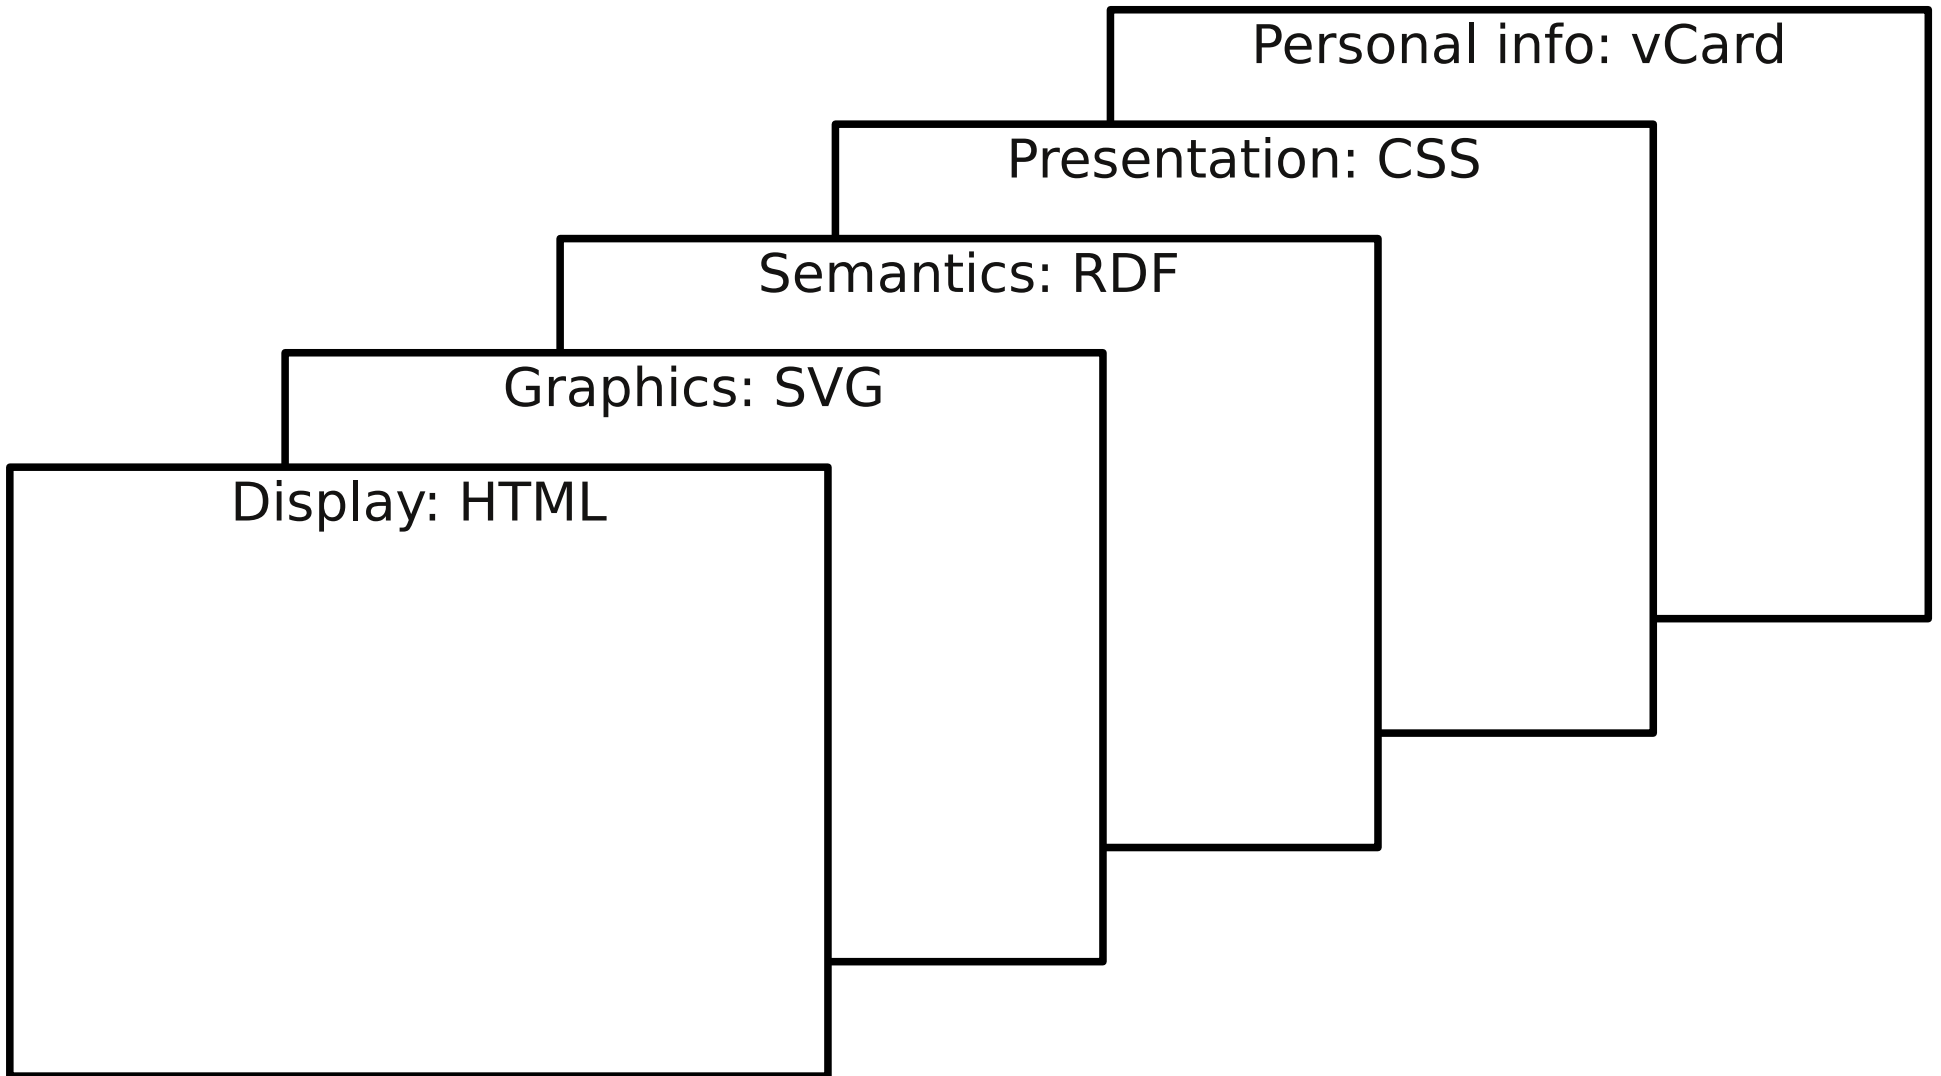 Personal info: vCard
Presentation: CSS
Semantics: RDF
Graphics: SVG
Display: HTML